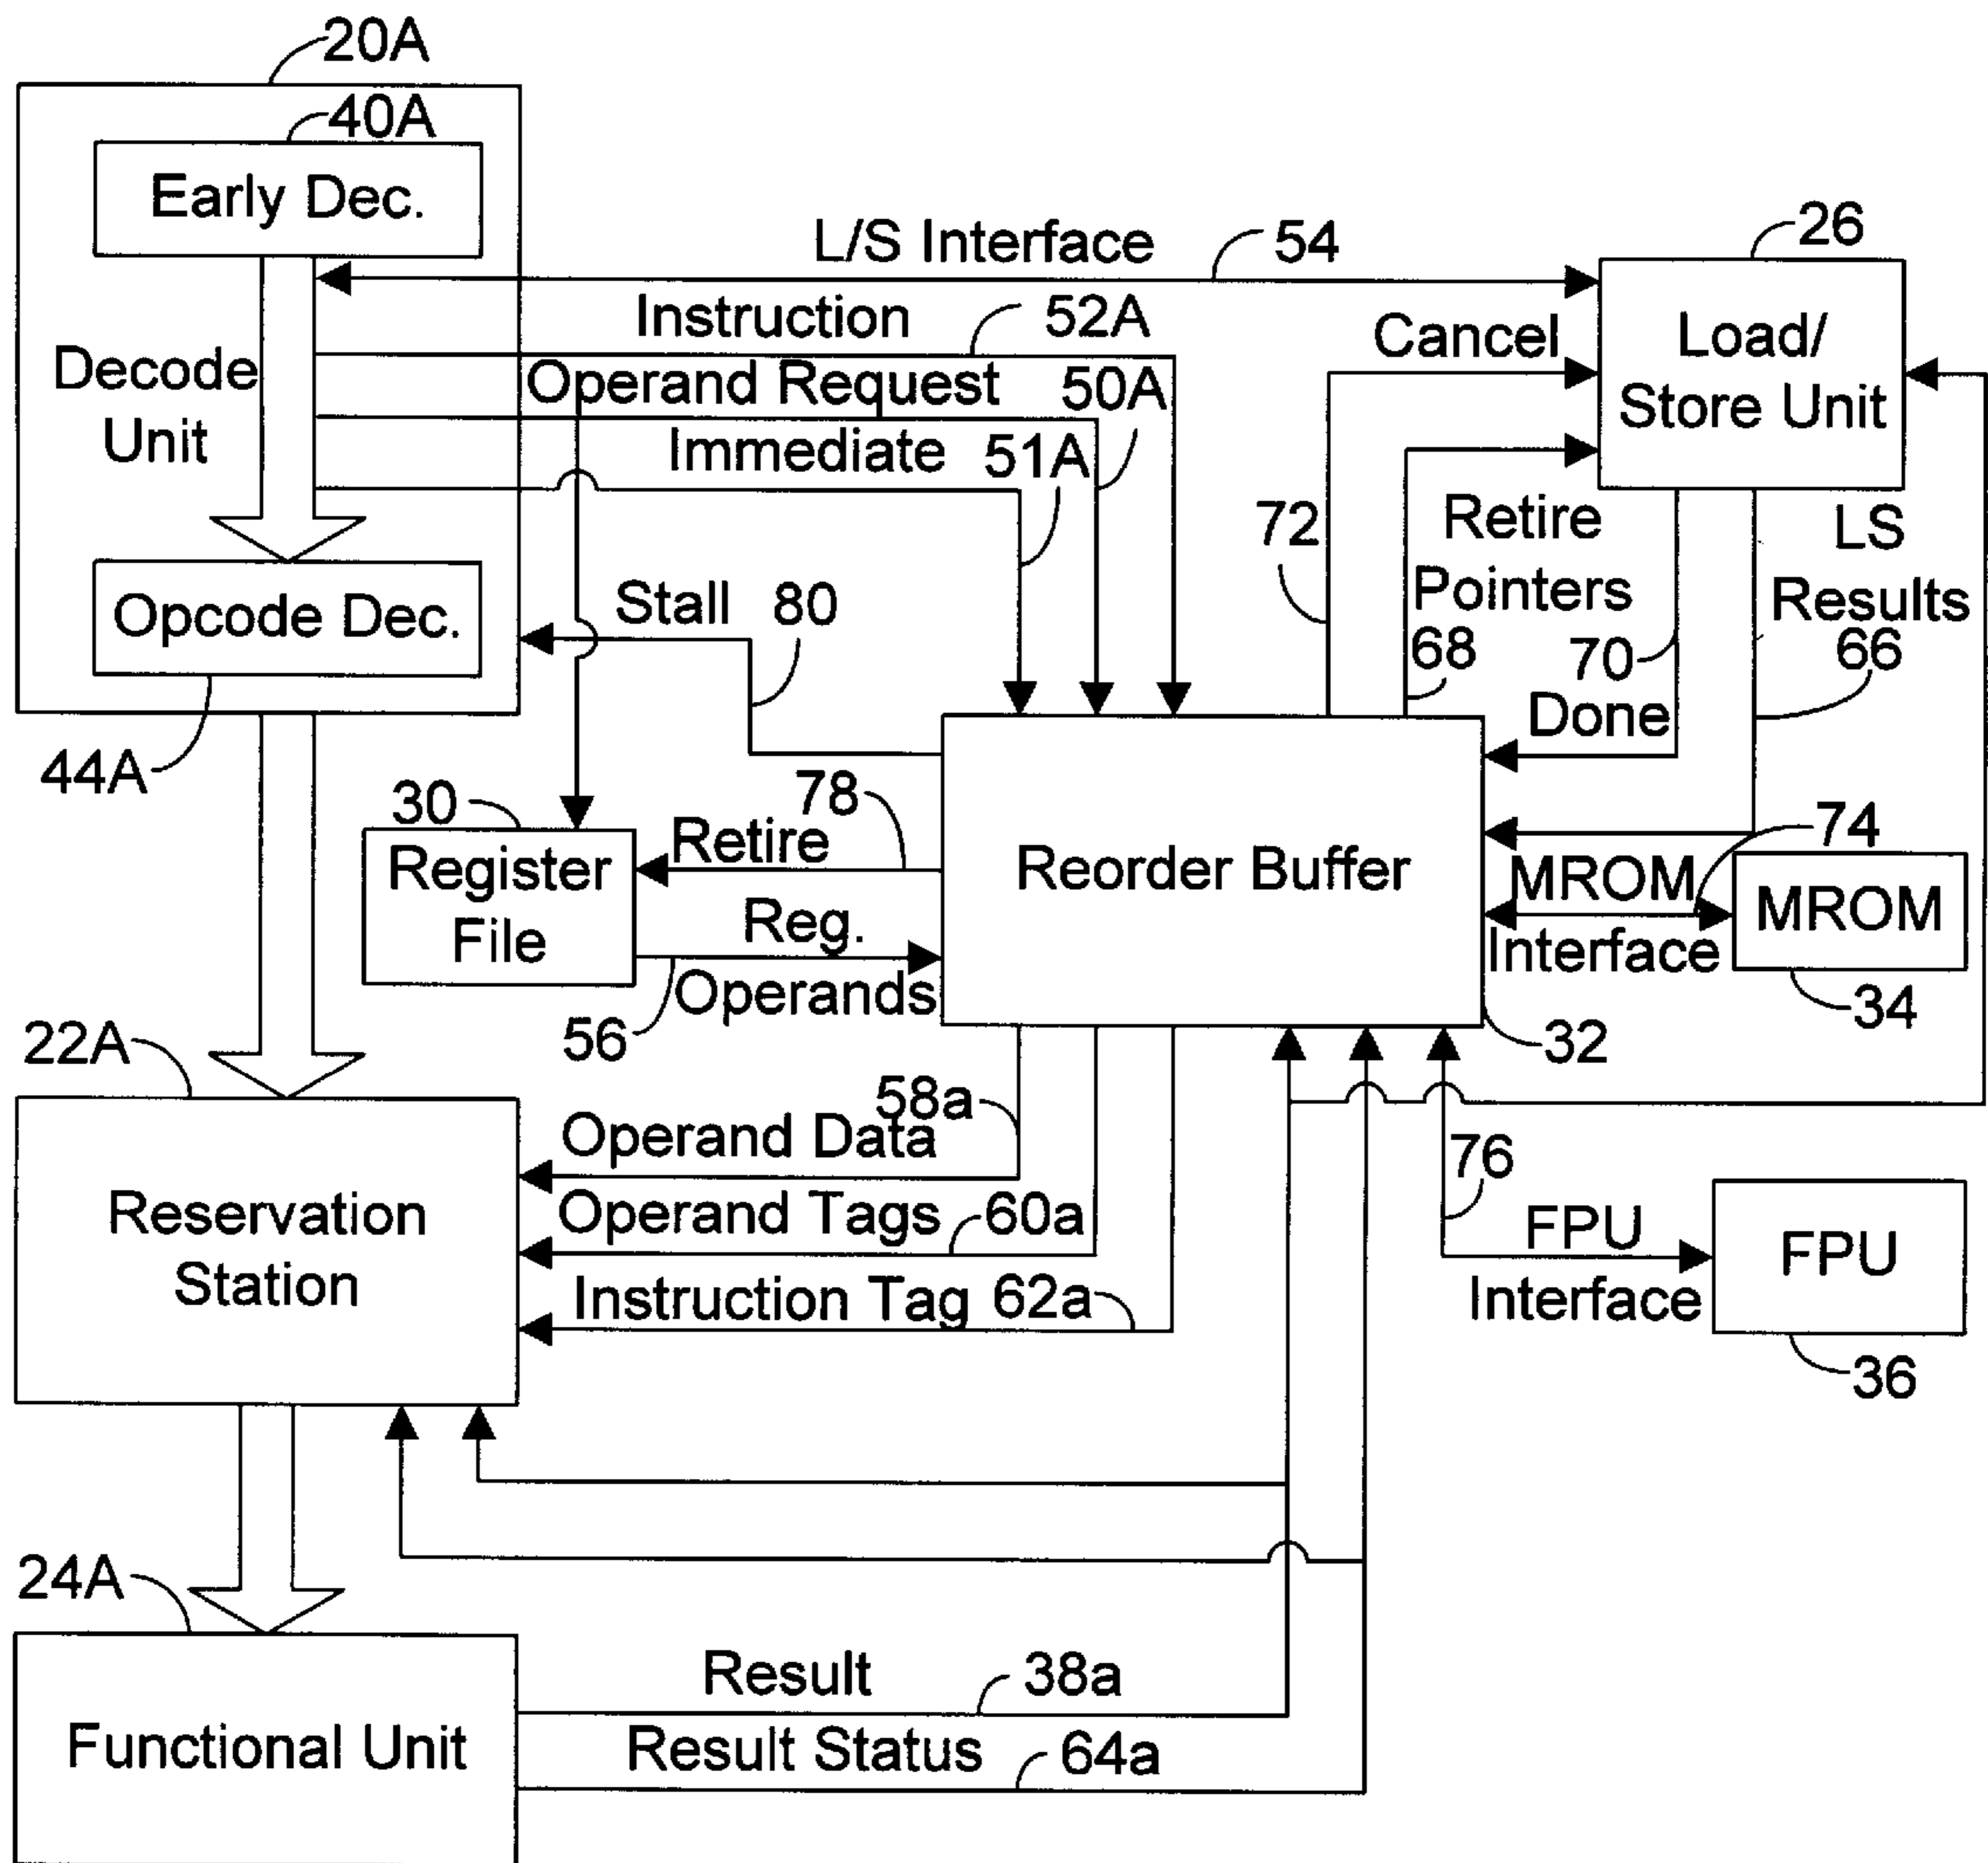 20A
40A
Early Dec.
L/S Interface
54
26
Instruction
52A
Cancel
Load/
Store Unit
Decode
Unit
Operand Request
50A
Immediate
51A
72
Retire
Pointers
68
LS
Results
66
70
Done
Opcode Dec.
Stall
80
44A
30
78
74
Register
File
Retire
Reorder Buffer
MROM
Interface
MROM
Reg.
Operands
56
34
32
22A
58a
Operand Data
76
Reservation
Station
Operand Tags
60a
FPU
Interface
FPU
Instruction Tag
62a
36
24A
Result
38a
Functional Unit
Result Status
64a